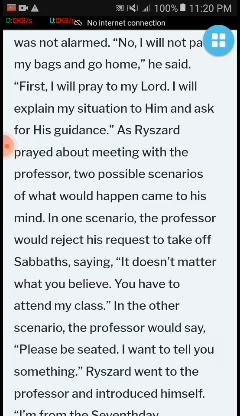 0:0KB/s U:0KB/s 100% 11:20 PM
No internet connection
was not alarmed. “No, I will not pa
my bags and go home,” he said.
“First, I will pray to my Lord. I will
explain my situation to Him and ask
for His guidance.” As Ryszard
prayed about meeting with the
professor, two possible scenarios
of what would happen came to his
mind. In one scenario, the professor
would reject his request to take off
Sabbaths, saying, “It doesn’t matter
what you believe. You have to
attend my class.” In the other
scenario, the professor would say,
“Please be seated. I want to tell you
something.” Ryszard went to the
professor and introduced himself.
“I’m from the Seventhday